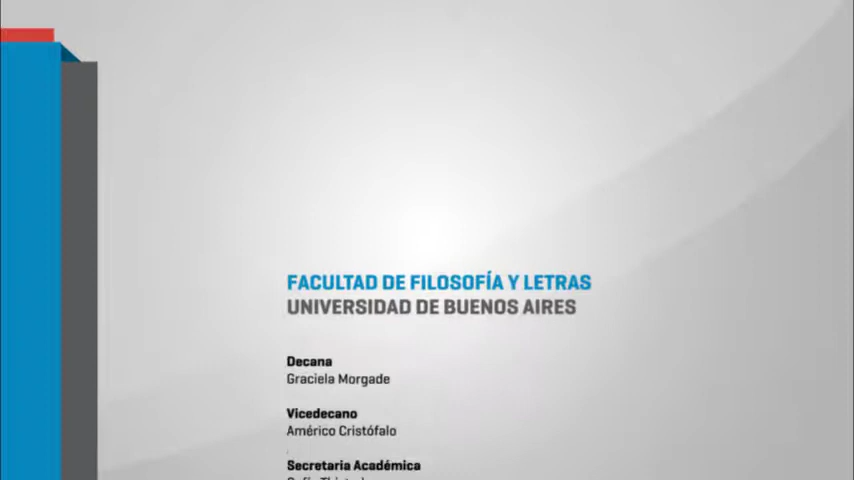 FACULTAD DE FILOSOFÍA Y LETRAS
UNIVERSIDAD DE BUENOS AIRES
Decana
Graciela Morgade
Vicedecano
Américo Cristófalo
Secretaria Académica